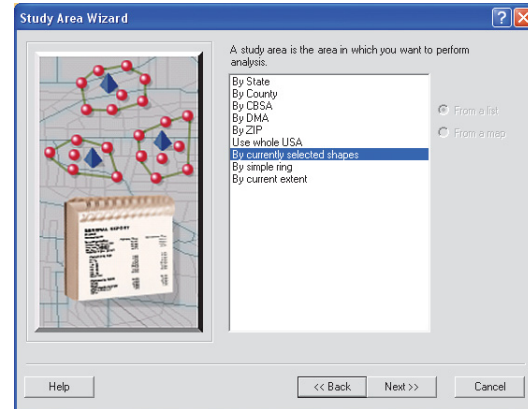 Study Area Wizard
A study area is the area in which you want to perform
analysis.
By State
By County
By CBSA
By DMA
By ZIP
Use whole USA
By currently selected shapes
By simple ring
By current extent
From a list
From a map
Help
<< Back
Next >>
Cancel